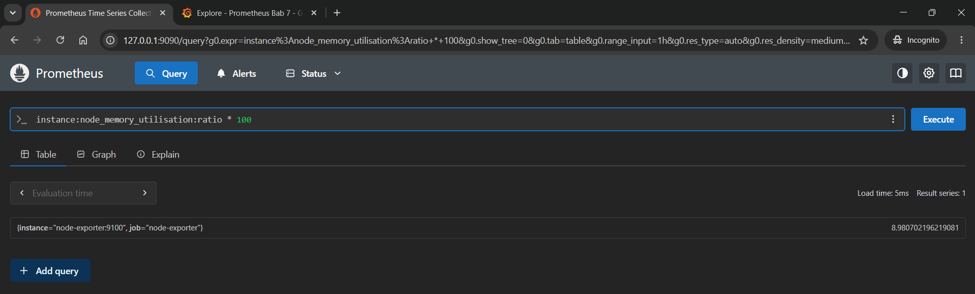 Prometheus Time Series Collect
Explore - Prometheus Bab 7 - G
127.0.0.1:9090/query?g0.expr=instance%3Anode_memory_utilisation%3Aratio+*+100&g0.show_tree=0&g0.tab=table&g0.range_input=1h&g0.res_type=auto&g0.res_density=medium...
Incognito
Prometheus
Query
Alerts
Status
>_ instance:node_memory_utilisation:ratio * 100
Execute
Table
Graph
Explain
Evaluation time
Load time: 5ms Result series: 1
{instance="node-exporter:9100", job="node-exporter"}
8.980702196219081
+ Add query